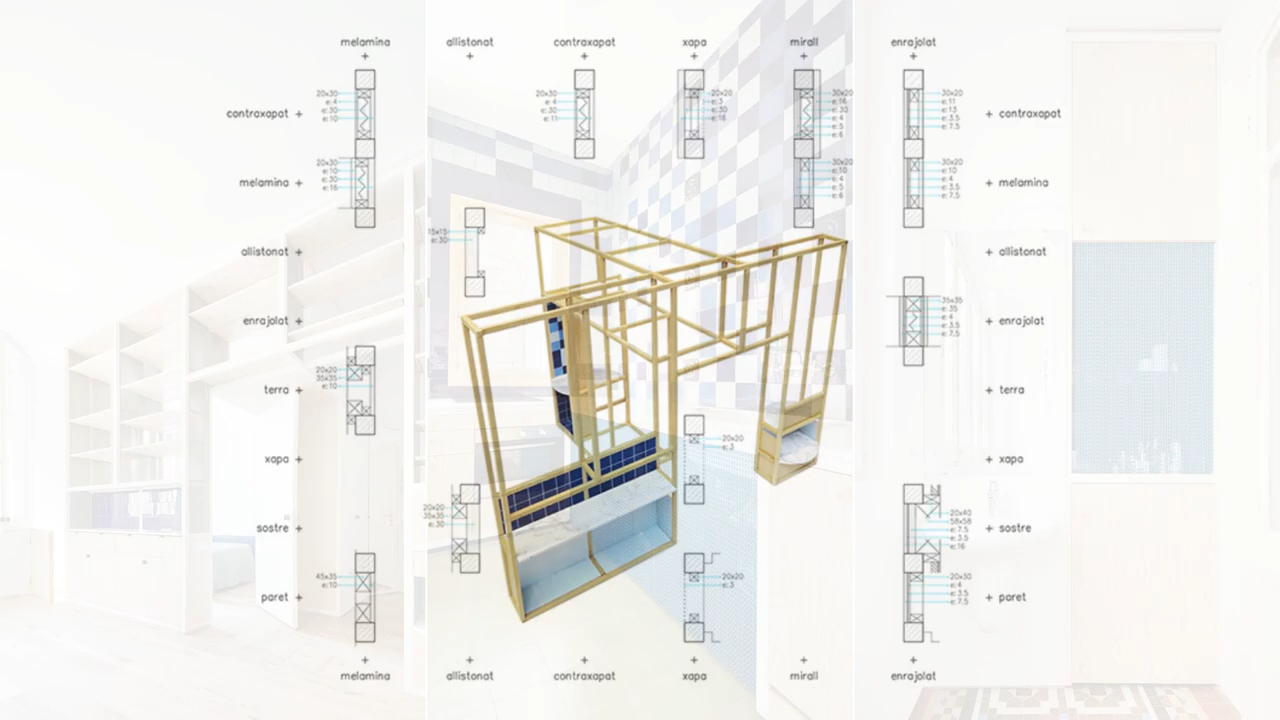 melamina allistonat contraxapat xapa mirall enrajolat
20x30 20x30 20x20 30x20 30x20
e:4 e:4 e:3 e:16 e:11
e:30 e:30 e:30 e:30 e:13
e:10 e:11 e:16 e:4 e:3.5
e:5 e:7.5
e:6
contraxapat contraxapat
20x30 30x20 30x20
e:10 e:10 e:10
e:30 e:4 e:4
e:16 e:5 e:3.5
e:6 e:7.5
melamina melamina
15x15
e:30
allistonat allistonat
35x35
35x35
e:4
e:3.5
e:7.5
enrajolat enrajolat
20x20
35x35
e:10
terra terra
20x20
e:3
xapa xapa
20x20
35x35
e:30
20x40
58x58
e:7.5
e:3.5
e:16
sostre sostre
45x35 20x20 20x30
e:10 e:3 e:4
e:3.5
e:7.5
paret paret
melamina allistonat contraxapat xapa mirall enrajolat